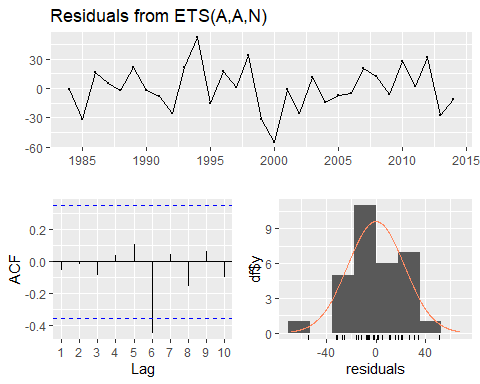 Residuals from ETS(A,A,N)
30
0
-30
-60
1985 1990 1995 2000 2005 2010 2015
0.2
0.0
-0.2
-0.4
ACF
1 2 3 4 5 6 7 8 9 10
Lag
9
6
3
0
df$y
-40 0 40
residuals